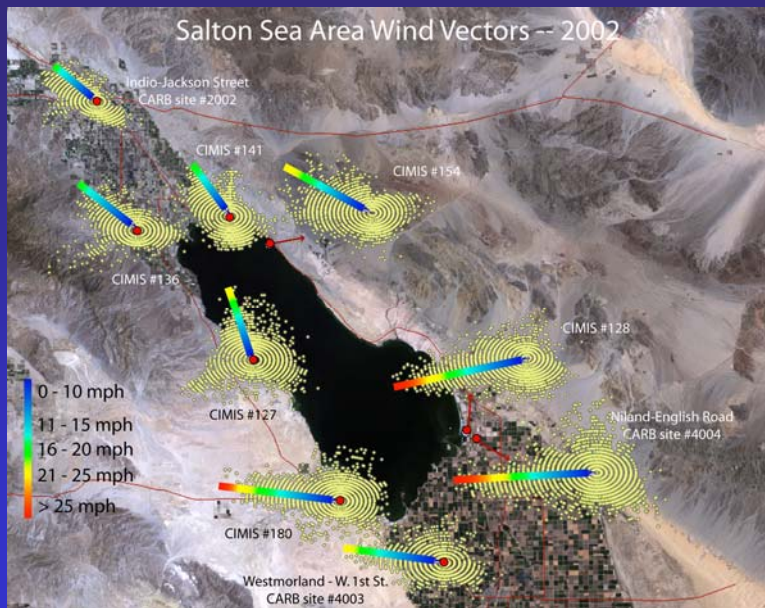 Salton Sea Area Wind Vectors -- 2002
Indio-Jackson Street
CARB site #2002
CIMIS #141
CIMIS #154
CIMIS #136
CIMIS #128
0 - 10 mph
11 - 15 mph
16 - 20 mph
21 - 25 mph
> 25 mph
CIMIS #127
Niland-English Road
CARB site #4004
CIMIS #180
Westmorland - W. 1st St.
CARB site #4003